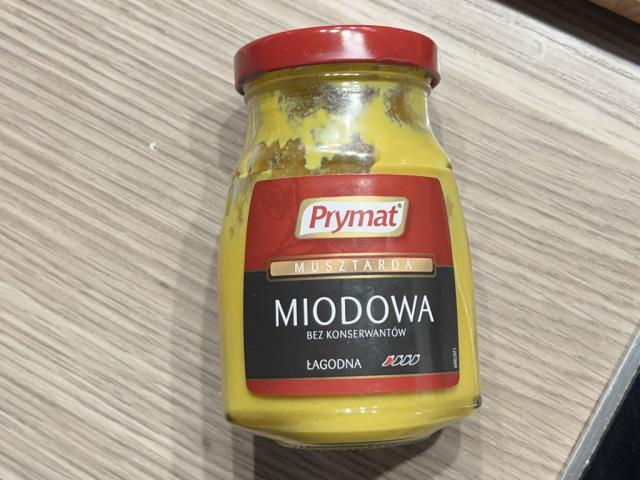 Prymat
MUSZTARDA
MIODOWA
BEZ KONSERWANTÓW
ŁAGODNA